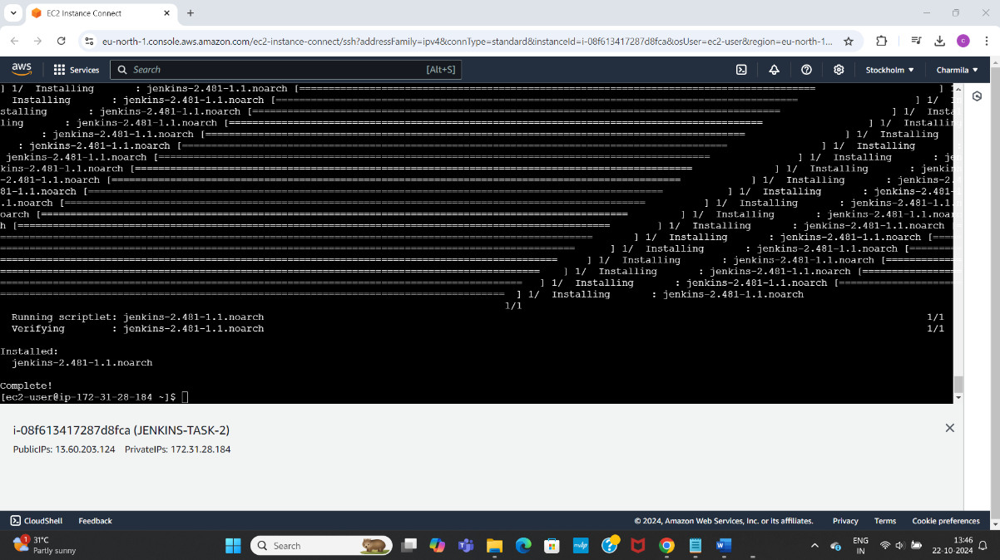 EC2 Instance Connect
eu-north-1.console.aws.amazon.com/ec2-instance-connect/ssh?addressFamily=ipv4&connType=standard&instanceId=i-08f613417287d8fca&osUser=ec2-user&region=eu-north-1...
C
aws
Services
Search
[Alt+S]
Stockholm
Charmila
] 1/  Installing       : jenkins-2.481-1.1.noarch [===== ] 1
Installing       : jenkins-2.481-1.1.noarch [===== ] 1/  In
stalling       : jenkins-2.481-1.1.noarch [===== ] 1/  Insta
ling       : jenkins-2.481-1.1.noarch [===== ] 1/  Installin
: jenkins-2.481-1.1.noarch [===== ] 1/  Installing
: jenkins-2.481-1.1.noarch [===== ] 1/  Installing       :
jenkins-2.481-1.1.noarch [===== ] 1/  Installing       : je
kins-2.481-1.1.noarch [===== ] 1/  Installing       : jenkin
-2.481-1.1.noarch [===== ] 1/  Installing       : jenkins-2.4
81-1.1.noarch [===== ] 1/  Installing       : jenkins-2.481-1
.1.noarch [===== ] 1/  Installing       : jenkins-2.481-1.1.n
oarch [===== ] 1/  Installing       : jenkins-2.481-1.1.noar
h [===== ] 1/  Installing       : jenkins-2.481-1.1.noarch [=
===== ] 1/  Installing       : jenkins-2.481-1.1.noarch [====
===== ] 1/  Installing       : jenkins-2.481-1.1.noarch [=====
===== ] 1/  Installing       : jenkins-2.481-1.1.noarch [=====
===== ] 1/  Installing       : jenkins-2.481-1.1.noarch [=====
===== ] 1/  Installing       : jenkins-2.481-1.1.noarch [=====
===== ] 1/  Installing       : jenkins-2.481-1.1.noarch
1/1
Running scriptlet: jenkins-2.481-1.1.noarch 1/1
Verifying        : jenkins-2.481-1.1.noarch 1/1
Installed:
jenkins-2.481-1.1.noarch
Complete!
[ec2-user@ip-172-31-28-184 ~]$
i-08f613417287d8fca (JENKINS-TASK-2)
PublicIPs: 13.60.203.124 PrivateIPs: 172.31.28.184
CloudShell Feedback © 2024, Amazon Web Services, Inc. or its affiliates. Privacy Terms Cookie preferences
1
31°C
Partly sunny
Search
ENG
IN
13:46
22-10-2024